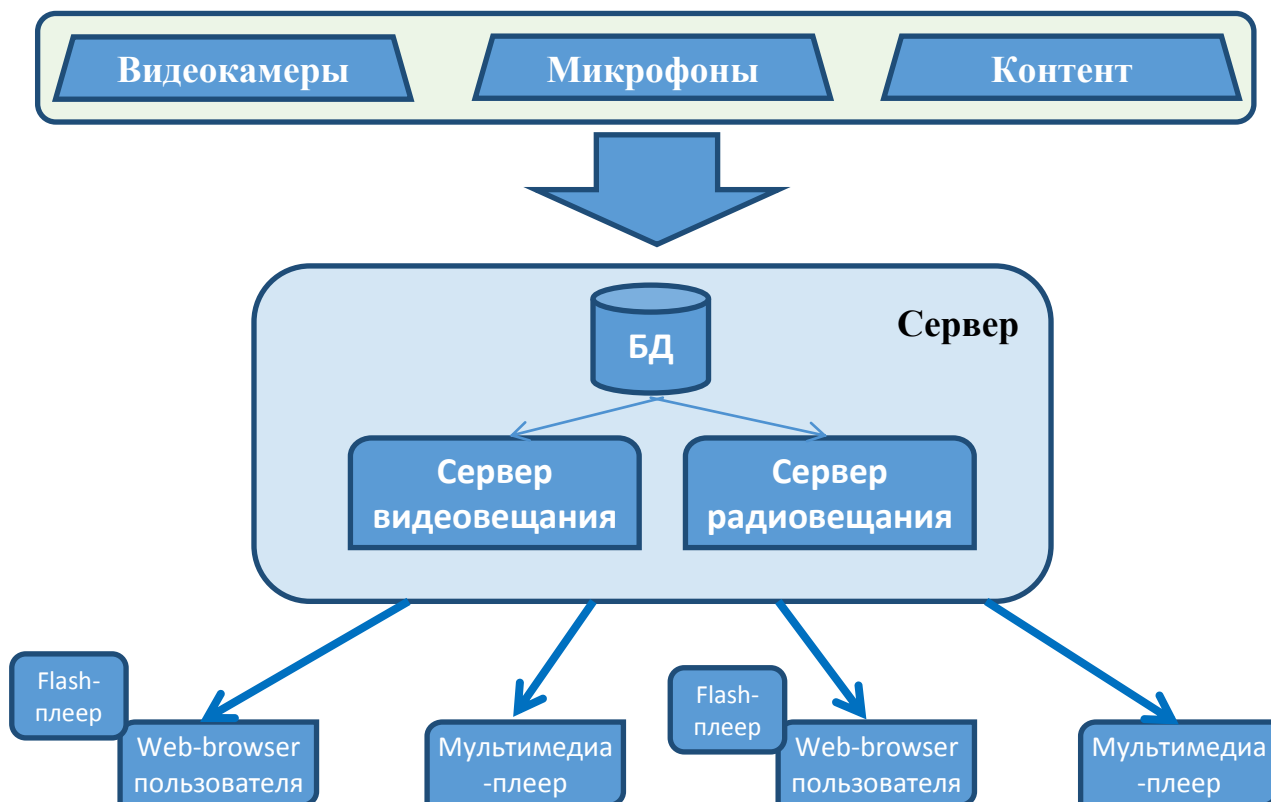 Видеокамеры
Микрофоны
Контент
Сервер
БД
Сервер
видеовещания
Сервер
радиовещания
Flash-
плеер
Web-browser
пользователя
Мультимедиа
-плеер
Flash-
плеер
Web-browser
пользователя
Мультимедиа
-плеер